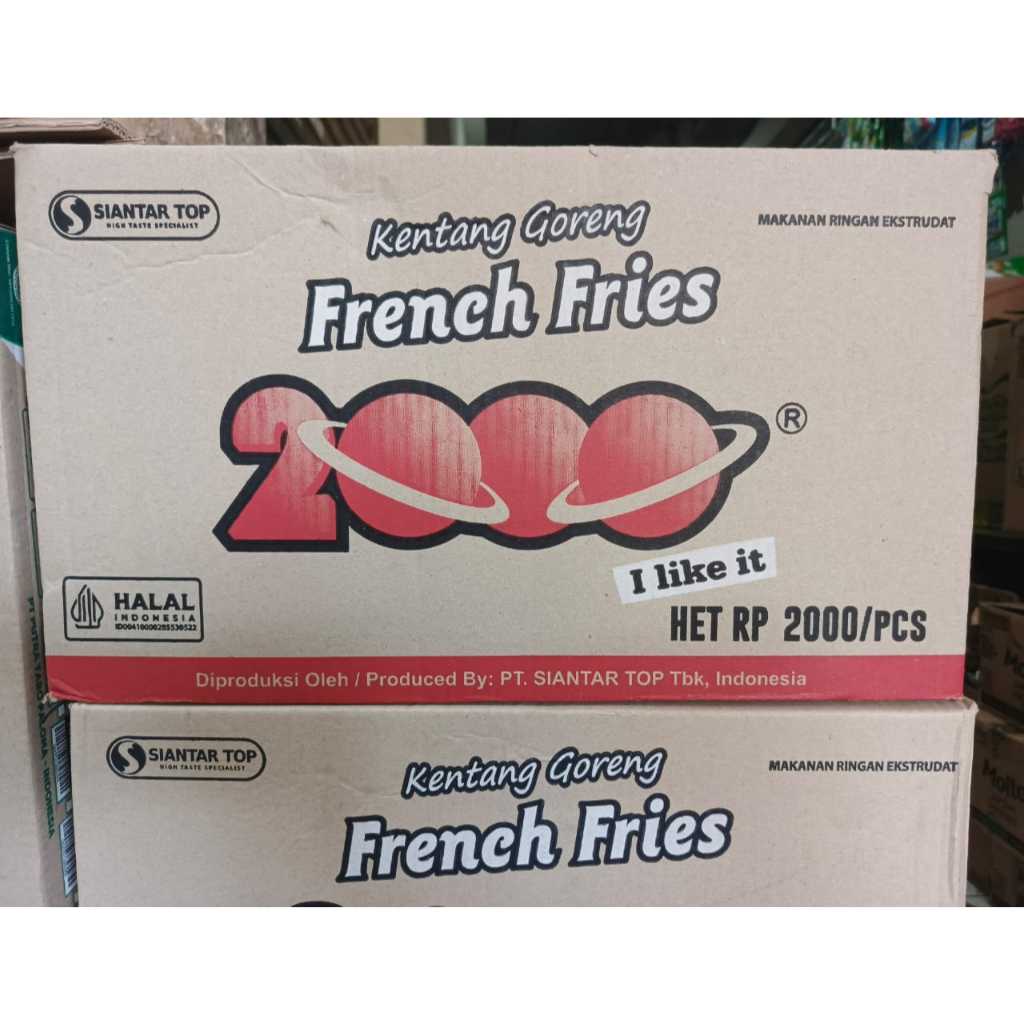 SIANTAR TOP
HIGH TASTE SPECIALIST
Kentang Goreng
MAKANAN RINGAN EKSTRUDAT
French Fries
2000 ®
I like it
HALAL
INDONESIA
ID00410000285530522
HET RP 2000/PCS
Diproduksi Oleh / Produced By: PT. SIANTAR TOP Tbk, Indonesia
SIANTAR TOP
HIGH TASTE SPECIALIST
Kentang Goreng
MAKANAN RINGAN EKSTRUDAT
French Fries